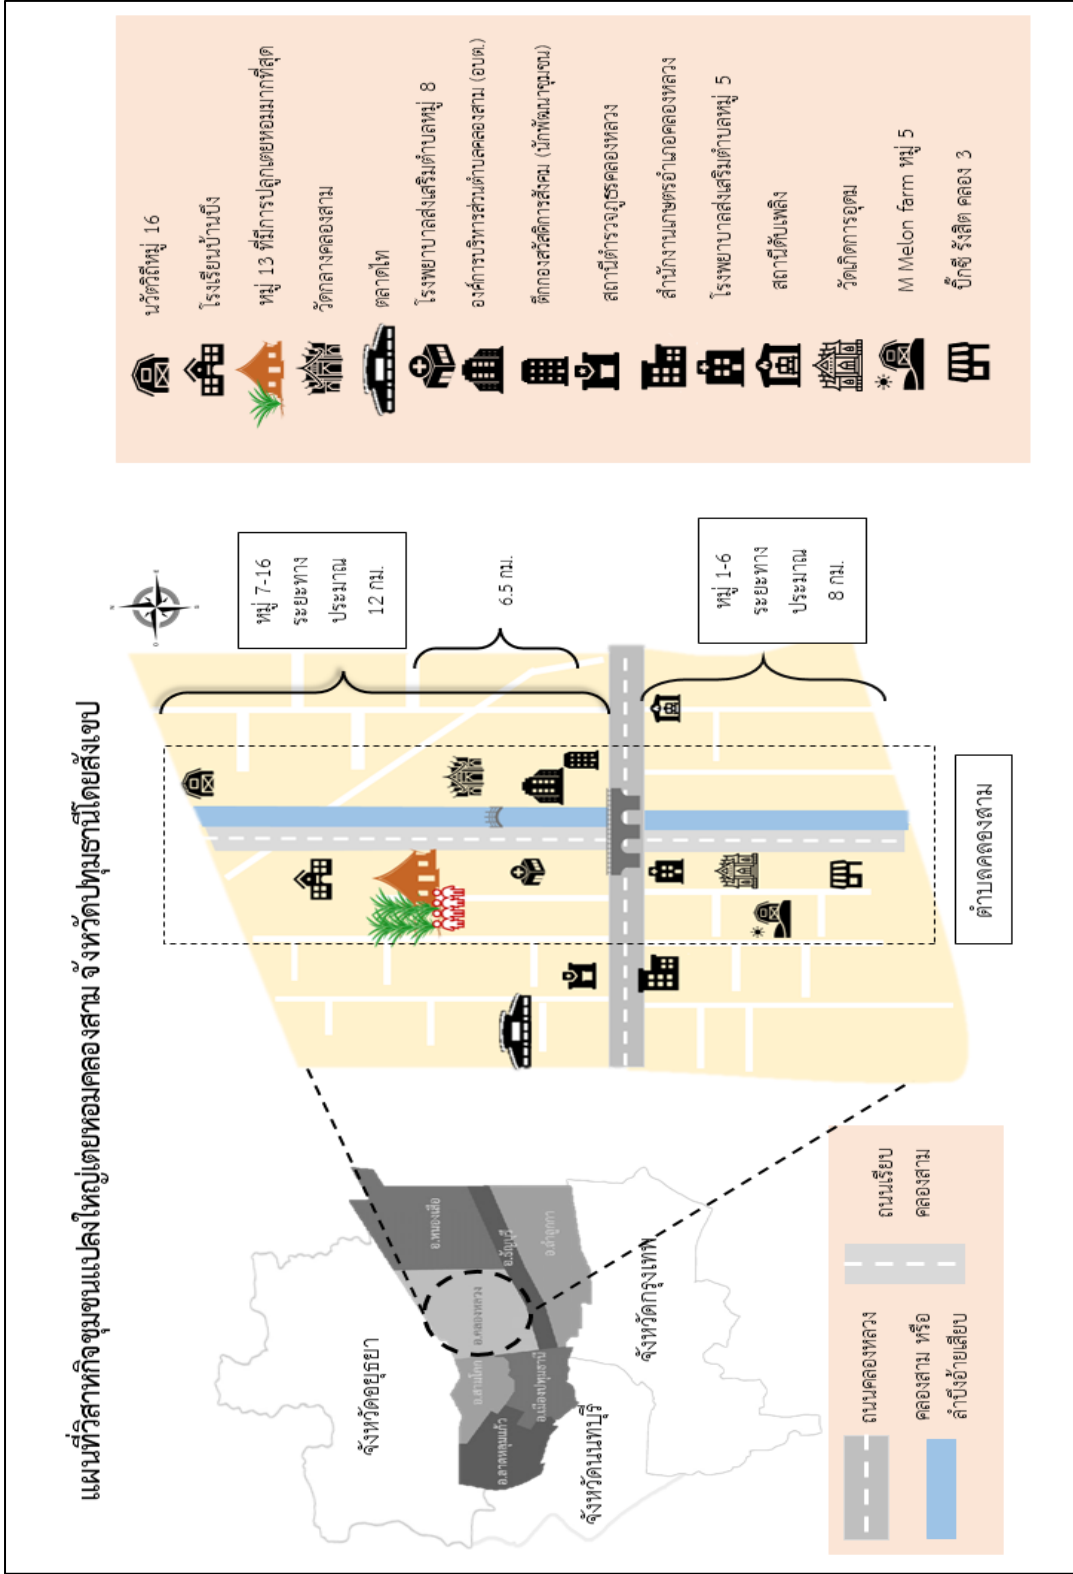 แผนที่วิสาหกิจชุมชนแปลงใหญ่เตยหอมคลองสาม จังหวัดปทุมธานีโดยสังเขป
จังหวัดอยุธยา
อ.หนองเสือ
อ.คลองหลวง
อ.ธัญบุรี
อ.ลำลูกกา
อ.สามโคก
อ.เมืองปทุมธานี
อ.ลาดหลุมแก้ว
จังหวัดนนทบุรี
จังหวัดกรุงเทพ
ถนนคลองหลวง
ถนนเรียบ
คลองสาม
คลองสาม หรือ
ลำบึงอ้ายเสียบ
หมู่ 7-16
ระยะทาง
ประมาณ
12 กม.
6.5 กม.
หมู่ 1-6
ระยะทาง
ประมาณ
8 กม.
ตำบลคลองสาม
นวัตวิถีหมู่ 16
โรงเรียนบ้านบึง
หมู่ 13 ที่มีการปลูกเตยหอมมากที่สุด
วัดกลางคลองสาม
ตลาดไท
โรงพยาบาลส่งเสริมตำบลหมู่ 8
องค์การบริหารส่วนตำบลคลองสาม (อบต.)
ตึกกองสวัสดิการสังคม (นักพัฒนาชุมชน)
สถานีตำรวจภูธรคลองหลวง
สำนักงานเกษตรอำเภอคลองหลวง
โรงพยาบาลส่งเสริมตำบลหมู่ 5
สถานีดับเพลิง
วัดเกิดการอุดม
M Melon farm หมู่ 5
บิ๊กซี รังสิต คลอง 3